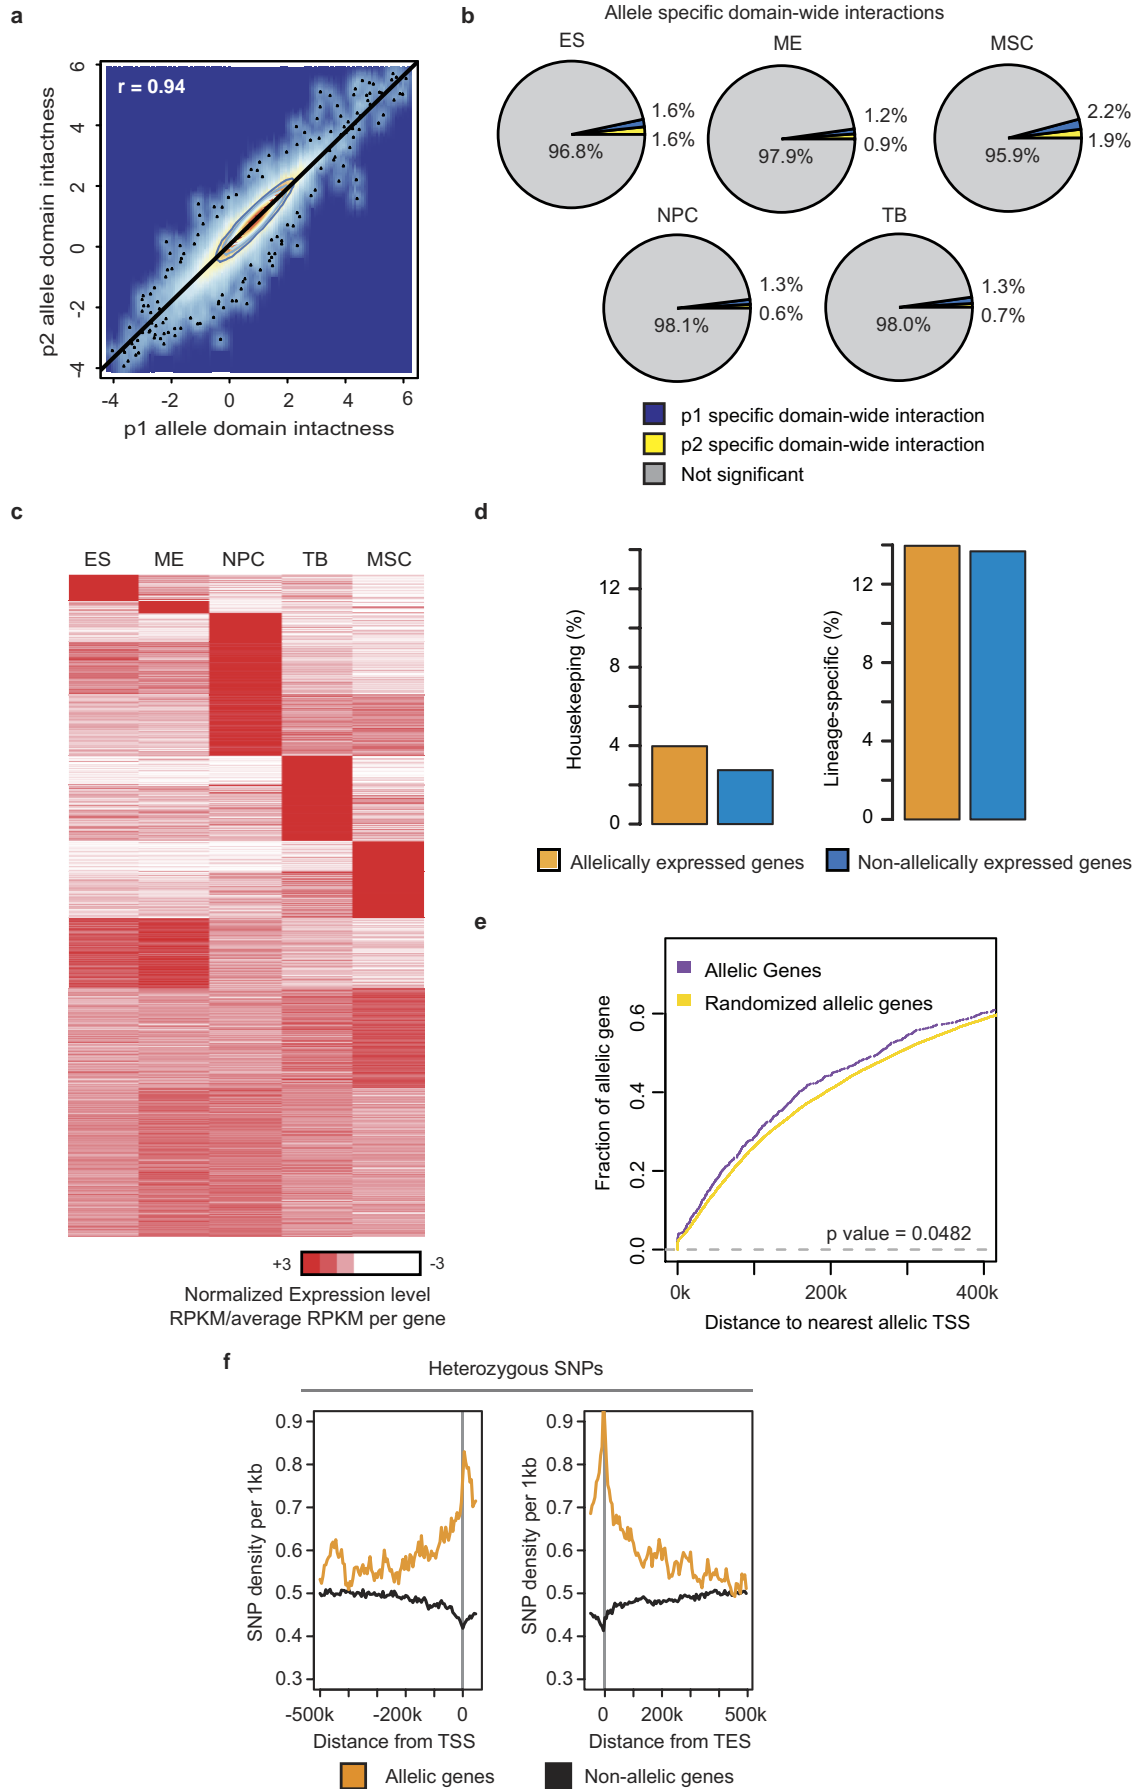 a
r = 0.94
p2 allele domain intactness
6
4
2
0
-2
-4
-4 -2 0 2 4 6
p1 allele domain intactness
b
Allele specific domain-wide interactions
ES ME MSC
1.6%
1.6%
96.8%
1.2%
0.9%
97.9%
2.2%
1.9%
95.9%
NPC TB
1.3%
0.6%
98.1%
1.3%
0.7%
98.0%
p1 specific domain-wide interaction
p2 specific domain-wide interaction
Not significant
c
ES ME NPC TB MSC
+3 -3
Normalized Expression level
RPKM/average RPKM per gene
d
Housekeeping (%)
12
8
4
0
Lineage-specific (%)
12
8
4
0
Allelically expressed genes
Non-allelically expressed genes
e
Allelic Genes
Randomized allelic genes
Fraction of allelic gene
0.6
0.4
0.2
0.0
p value = 0.0482
0k 200k 400k
Distance to nearest allelic TSS
f
Heterozygous SNPs
SNP density per 1kb
0.9
0.8
0.7
0.6
0.5
0.4
0.3
-500k -200k 0
Distance from TSS
SNP density per 1kb
0.9
0.8
0.7
0.6
0.5
0.4
0.3
0 200k 500k
Distance from TES
Allelic genes
Non-allelic genes